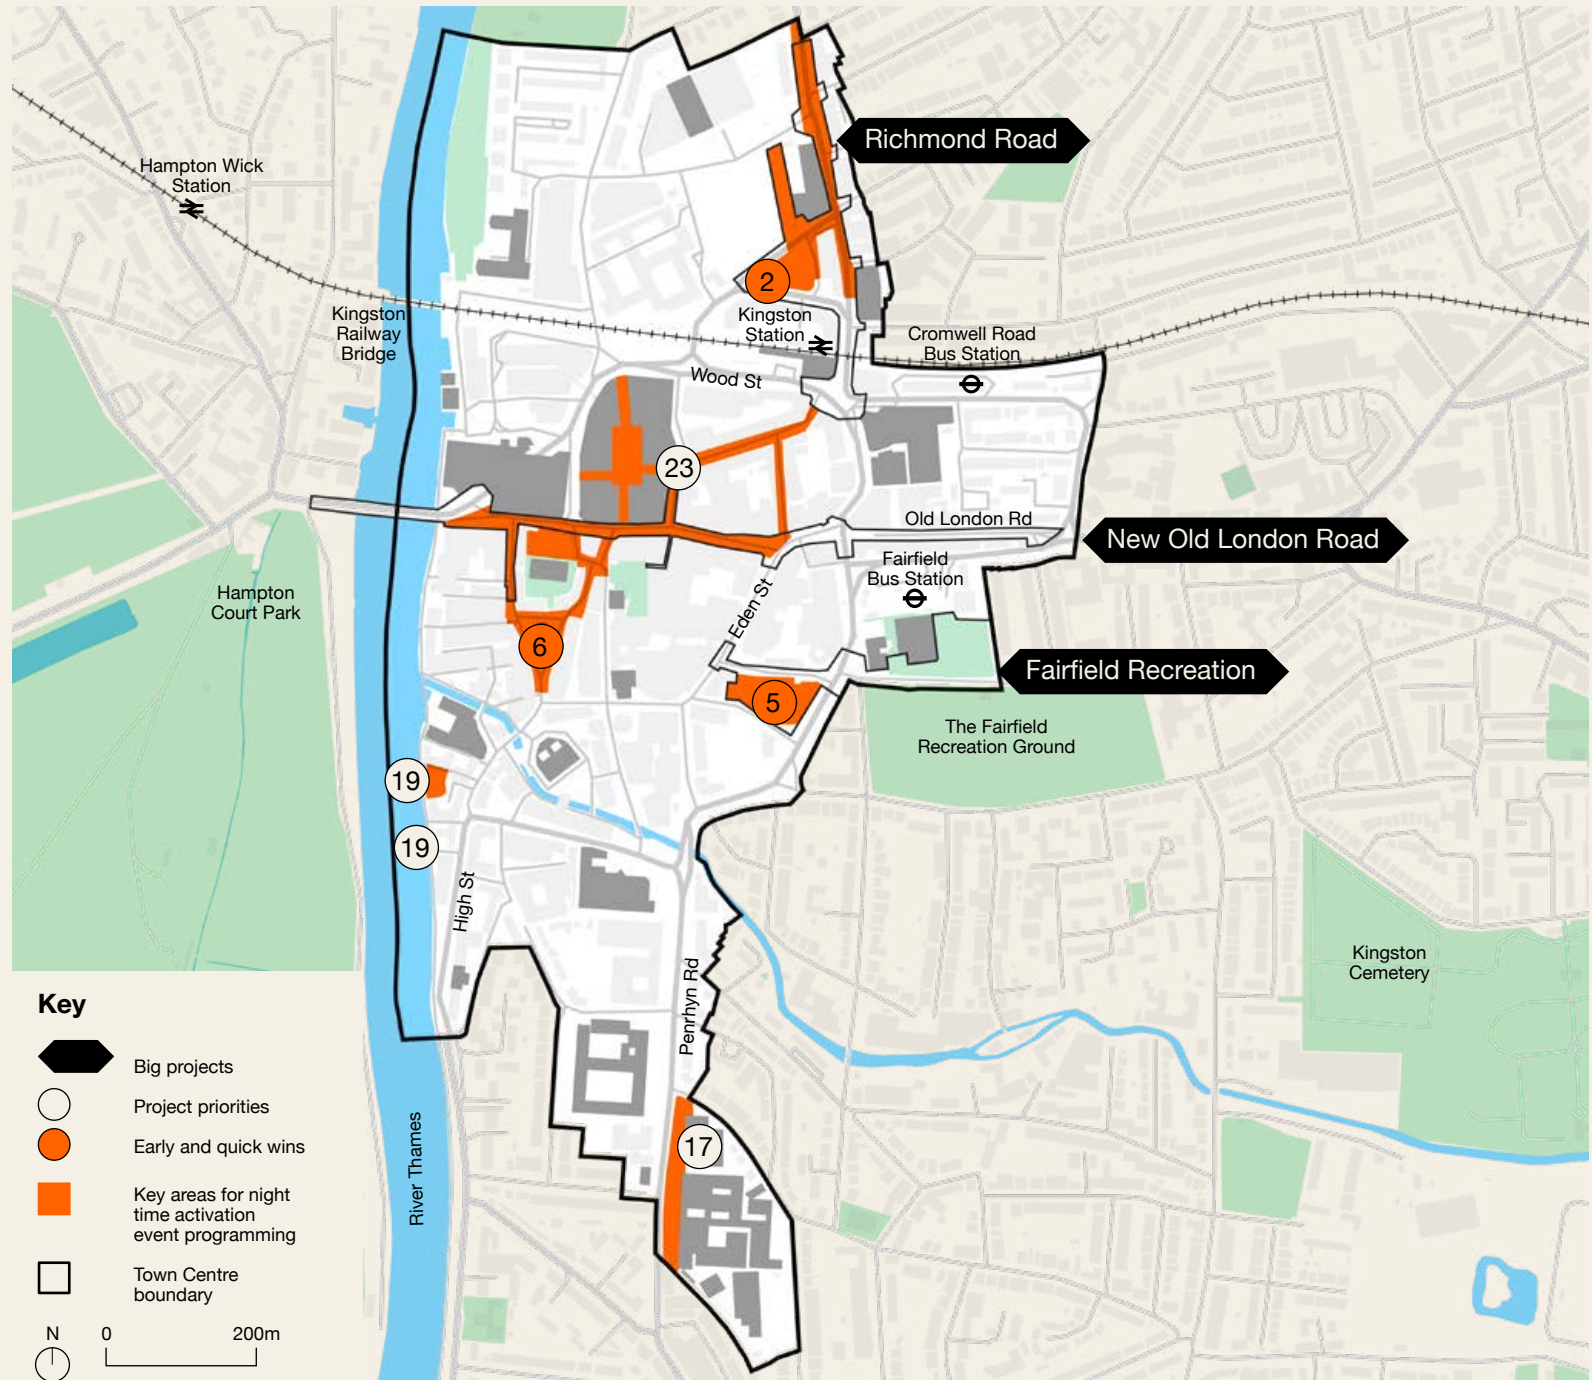 Richmond Road
Hampton Wick
Station
2
Kingston
Station
Kingston
Railway
Bridge
Cromwell Road
Bus Station
Wood St
23
Old London Rd
New Old London Road
Fairfield
Bus Station
Hampton
Court Park
Eden St
6
Fairfield Recreation
5
The Fairfield
Recreation Ground
19
19
High St
Kingston
Cemetery
Penrhyn Rd
17
River Thames
Key
Big projects
Project priorities
Early and quick wins
Key areas for night
time activation
event programming
Town Centre
boundary
N
0
200m